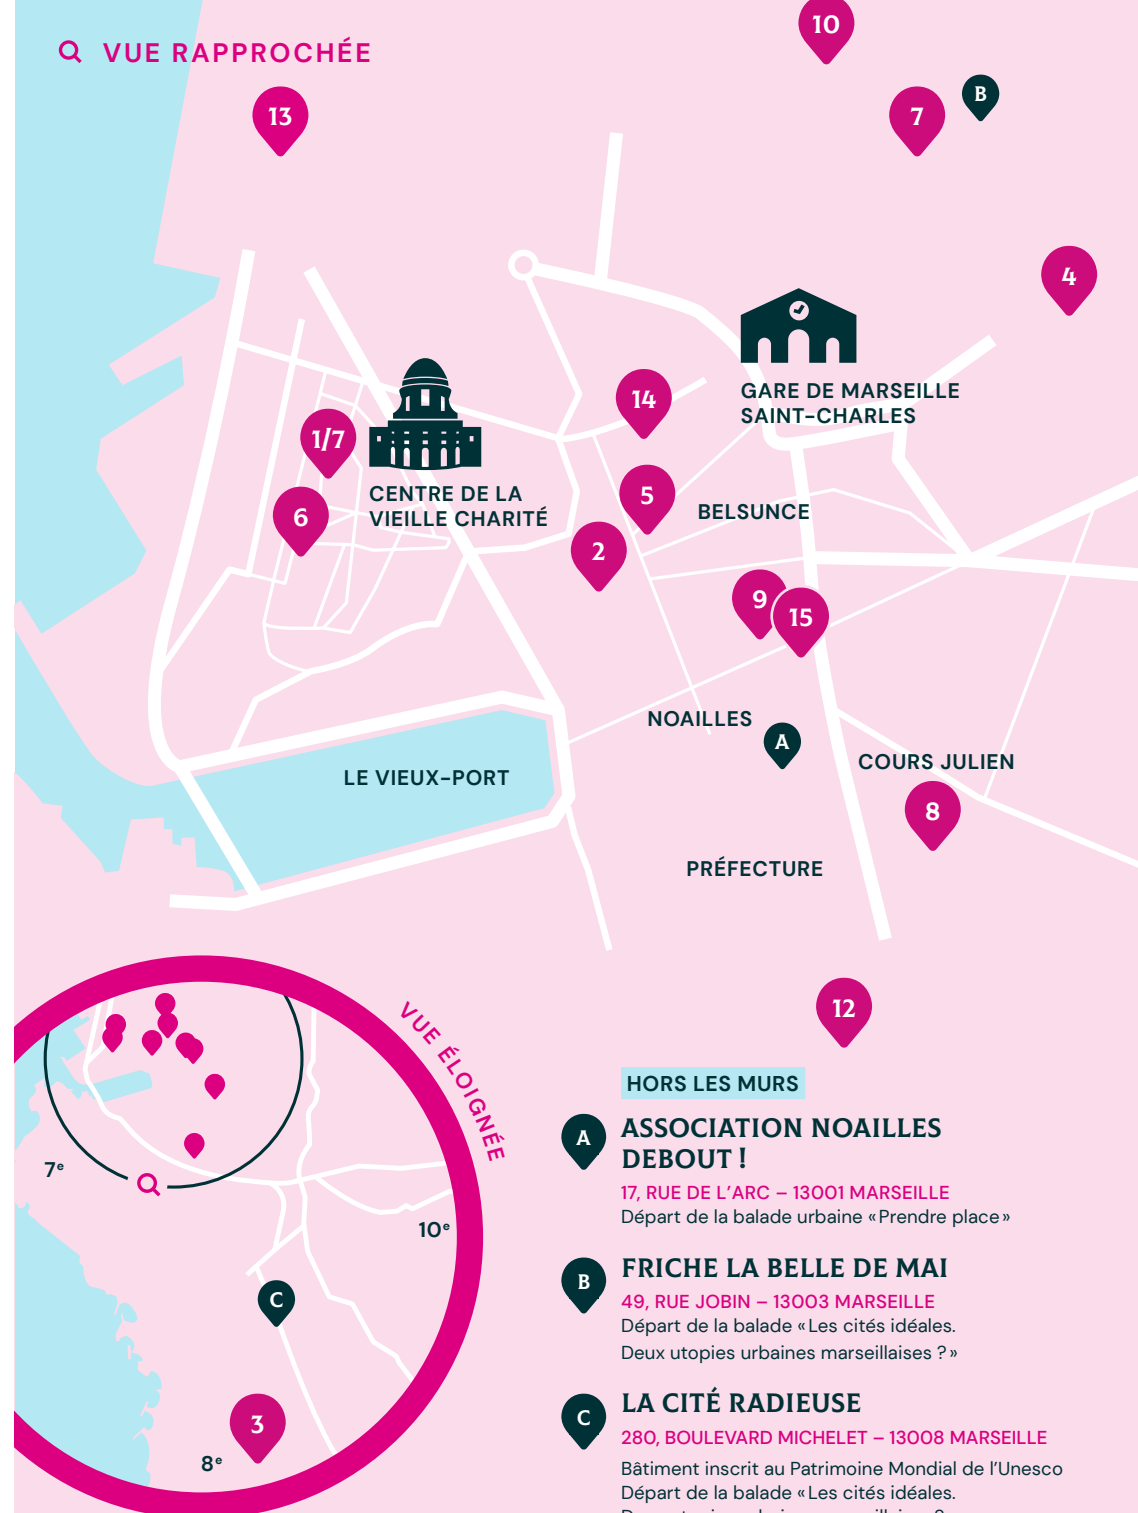 VUE RAPPROCHÉE
10
13
7
B
4
14
GARE DE MARSEILLE
SAINT-CHARLES
1/7
CENTRE DE LA
VIEILLE CHARITÉ
5
6
BELSUNCE
2
9
15
NOAILLES
A
LE VIEUX-PORT
COURS JULIEN
8
PRÉFECTURE
12
VUE ÉLOIGNÉE
7e
10e
C
3
8e
HORS LES MURS
A
ASSOCIATION NOAILLES
DEBOUT !
17, RUE DE L’ARC – 13001 MARSEILLE
Départ de la balade urbaine « Prendre place »
B
FRICHE LA BELLE DE MAI
49, RUE JOBIN – 13003 MARSEILLE
Départ de la balade « Les cités idéales.
Deux utopies urbaines marseillaises ? »
C
LA CITÉ RADIEUSE
280, BOULEVARD MICHELET – 13008 MARSEILLE
Bâtiment inscrit au Patrimoine Mondial de l’Unesco
Départ de la balade « Les cités idéales.